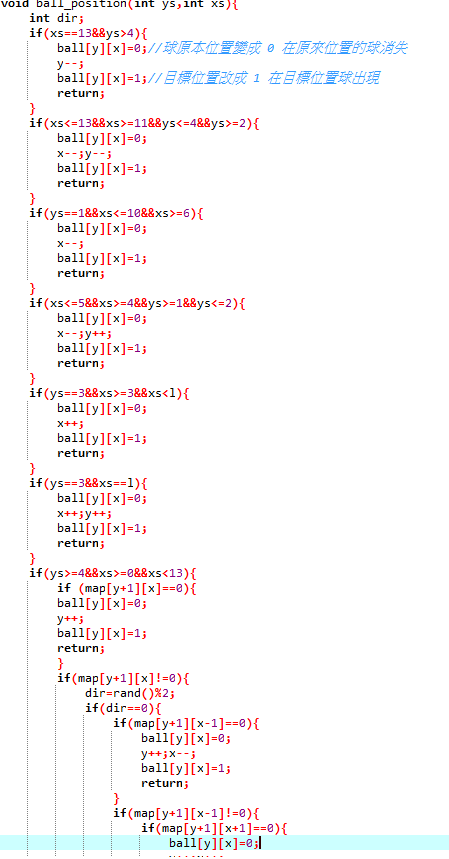 void ball_position(int ys,int xs){
int dir;
if(xs==13&&ys>4){
ball[y][x]=0;//球原本位置變成 0 在原來位置的球消失
y--;
ball[y][x]=1;//目標位置改成 1 在目標位置球出現
return;
}
if(xs<=13&&xs>=11&&ys<=4&&ys>=2){
ball[y][x]=0;
x--;y--;
ball[y][x]=1;
return;
}
if(ys==1&&xs<=10&&xs>=6){
ball[y][x]=0;
x--;
ball[y][x]=1;
return;
}
if(xs<=5&&xs>=4&&ys>=1&&ys<=2){
ball[y][x]=0;
x--;y++;
ball[y][x]=1;
return;
}
if(ys==3&&xs>=3&&xs<l){
ball[y][x]=0;
x++;
ball[y][x]=1;
return;
}
if(ys==3&&xs==l){
ball[y][x]=0;
x++;y++;
ball[y][x]=1;
return;
}
if(ys>=4&&xs>=0&&xs<13){
if (map[y+1][x]==0){
ball[y][x]=0;
y++;
ball[y][x]=1;
return;
}
if(map[y+1][x]!=0){
dir=rand()%2;
if(dir==0){
if(map[y+1][x-1]==0){
ball[y][x]=0;
y++;x--;
ball[y][x]=1;
return;
}
if(map[y+1][x-1]!=0){
if(map[y+1][x+1]==0){
ball[y][x]=0;